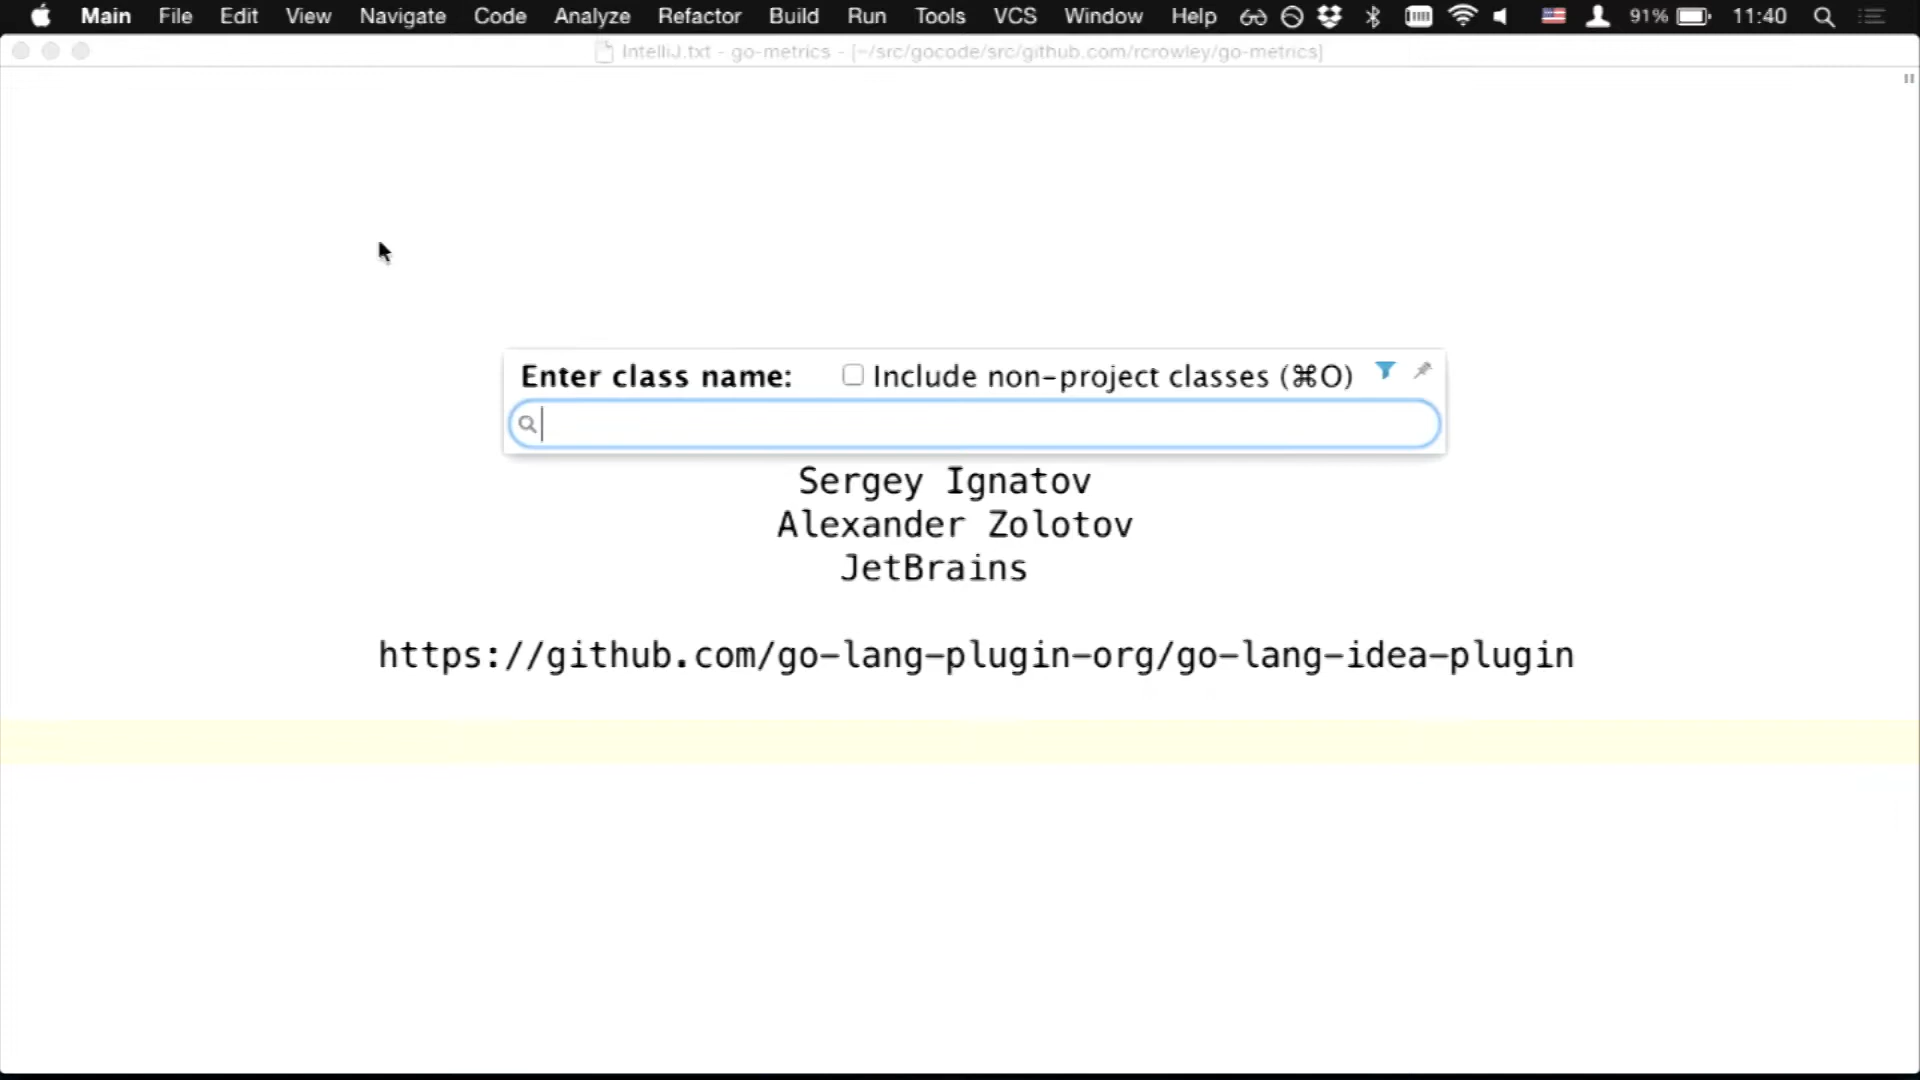 Main File Edit View Navigate Code Analyze Refactor Build Run Tools VCS Window Help 91% 11:40
IntelliJ.txt - go-metrics - [~/src/gocode/src/github.com/rcrowley/go-metrics]
Enter class name: Include non-project classes (⌘O)
Sergey Ignatov
Alexander Zolotov
JetBrains
https://github.com/go-lang-plugin-org/go-lang-idea-plugin